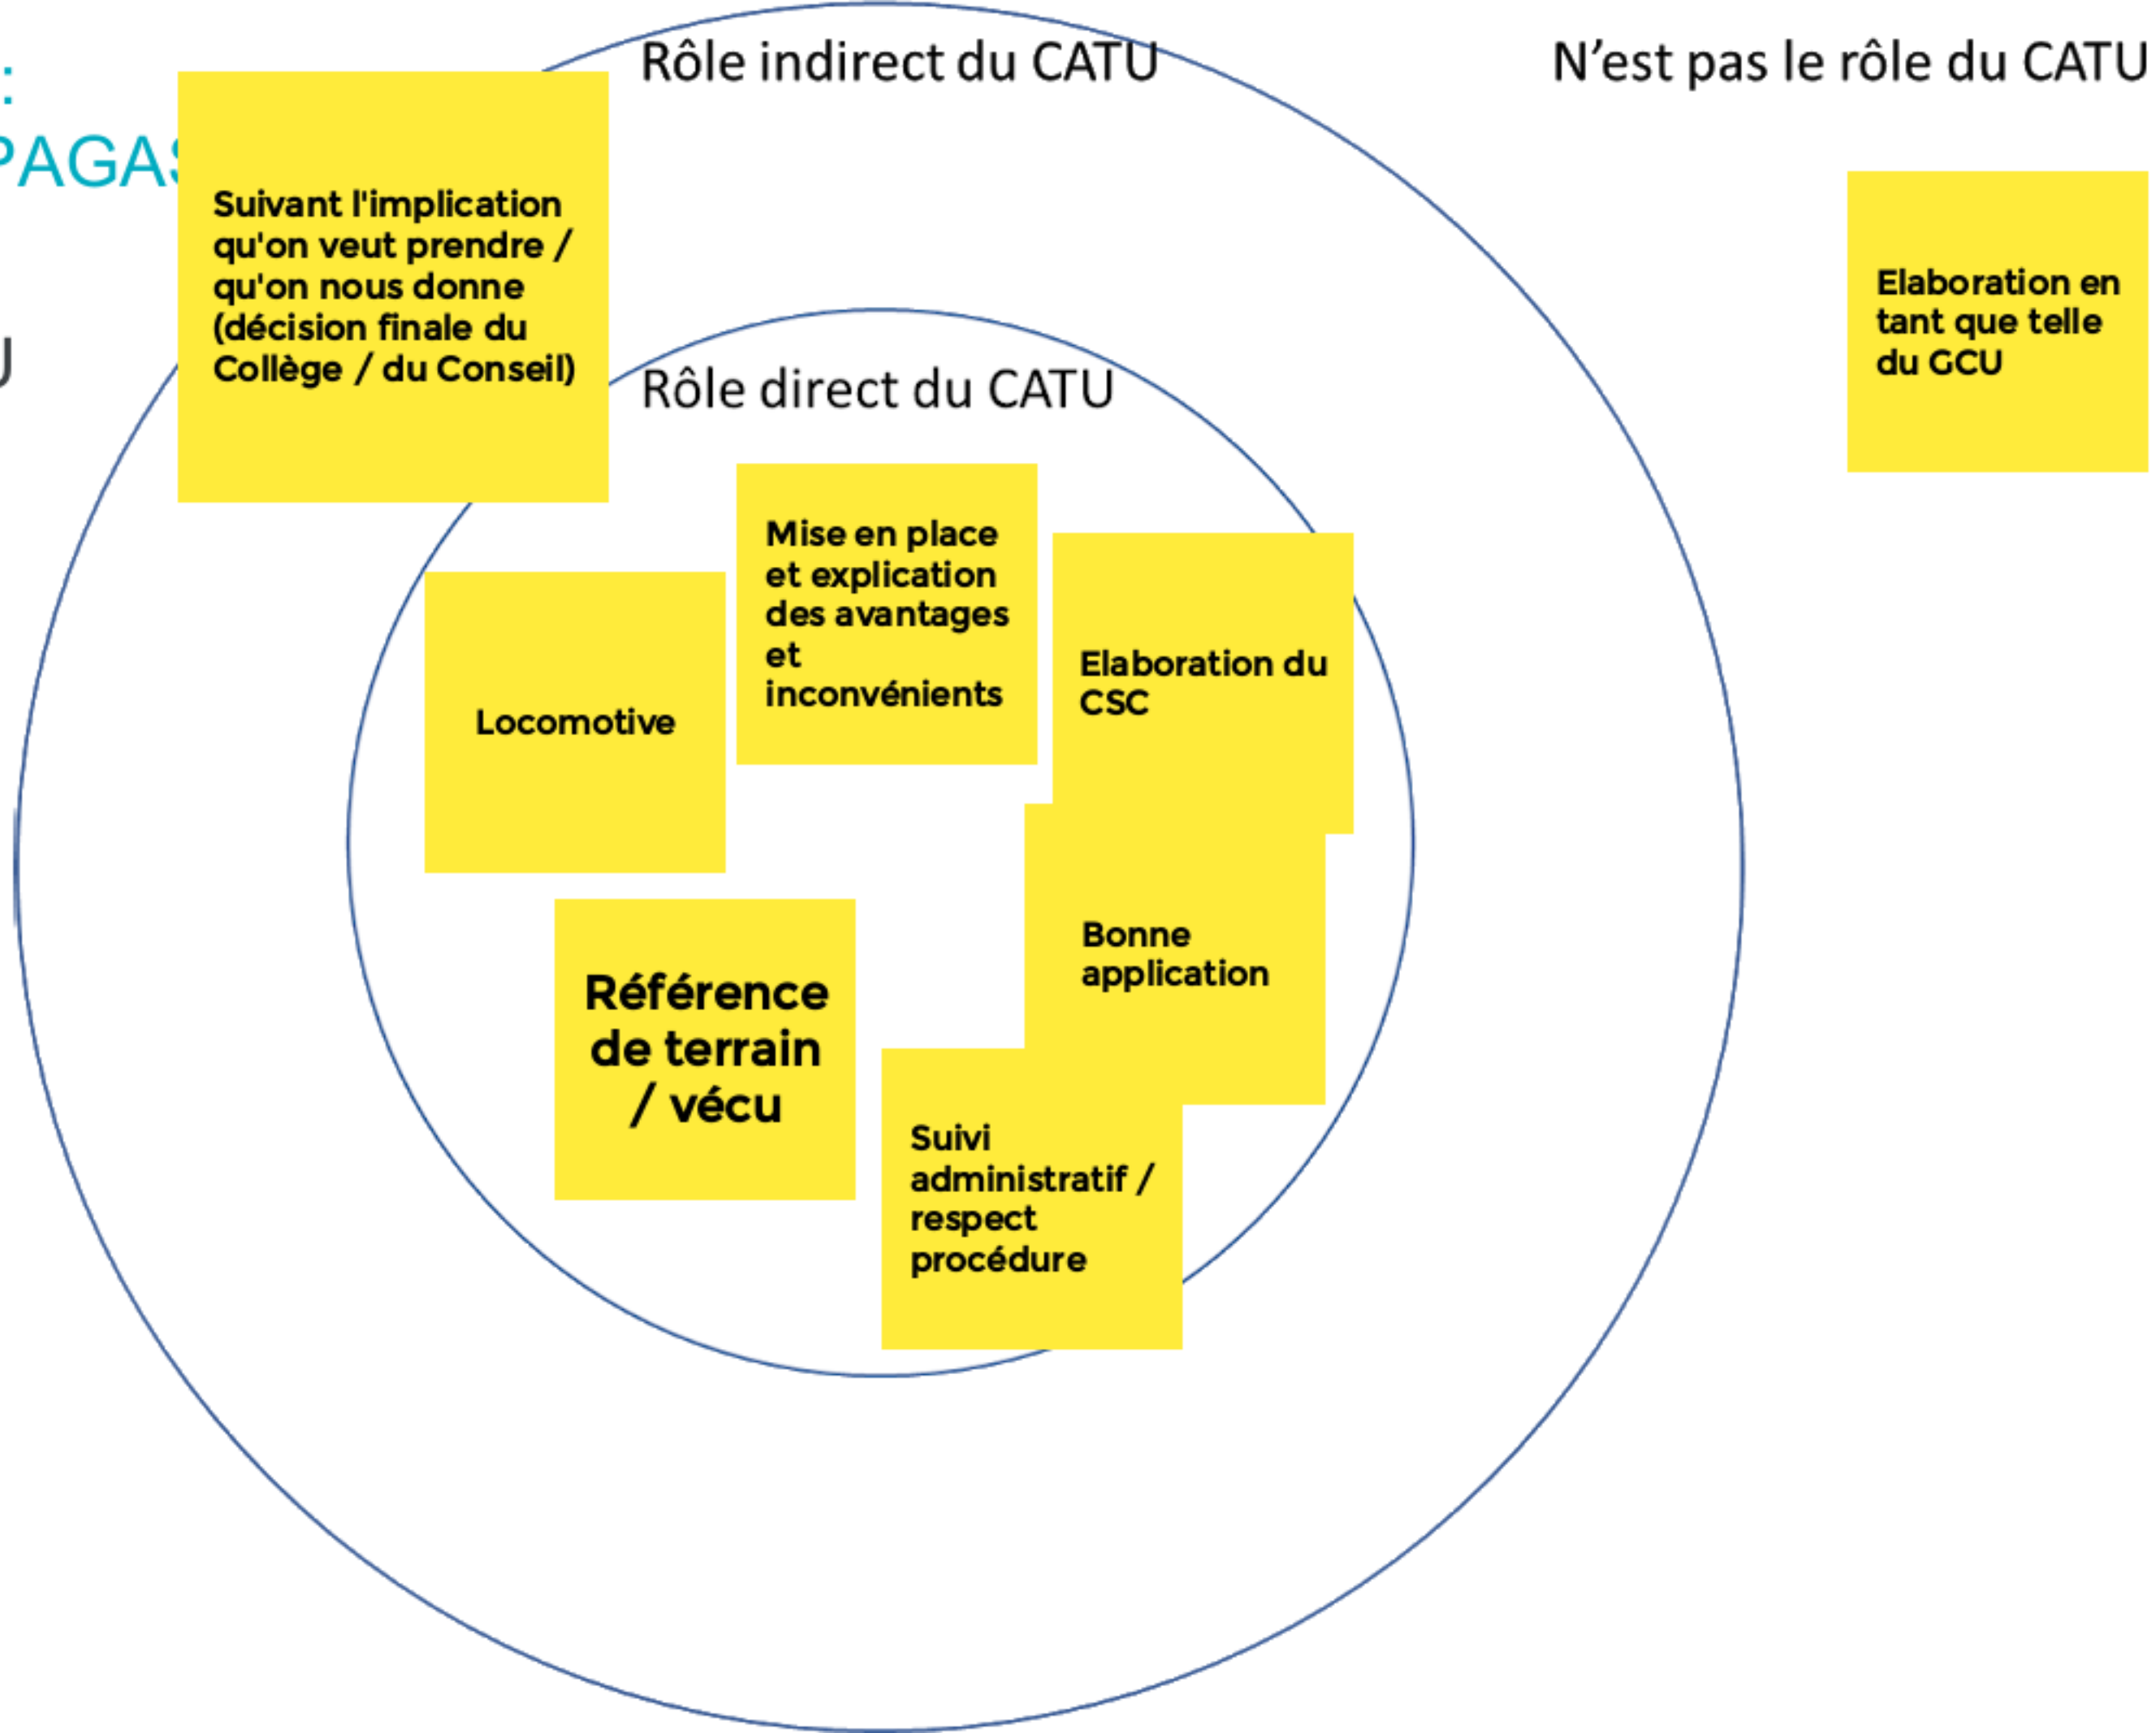 Rôle indirect du CATU
N'est pas le rôle du CATU
:
PAGAS
U
Suivant l'implication
qu'on veut prendre /
qu'on nous donne
(décision finale du
Collège / du Conseil)
Elaboration en
tant que telle
du GCU
Rôle direct du CATU
Mise en place
et explication
des avantages
et
inconvénients
Elaboration du
CSC
Locomotive
Bonne
application
Référence
de terrain
/ vécu
Suivi
administratif /
respect
procédure